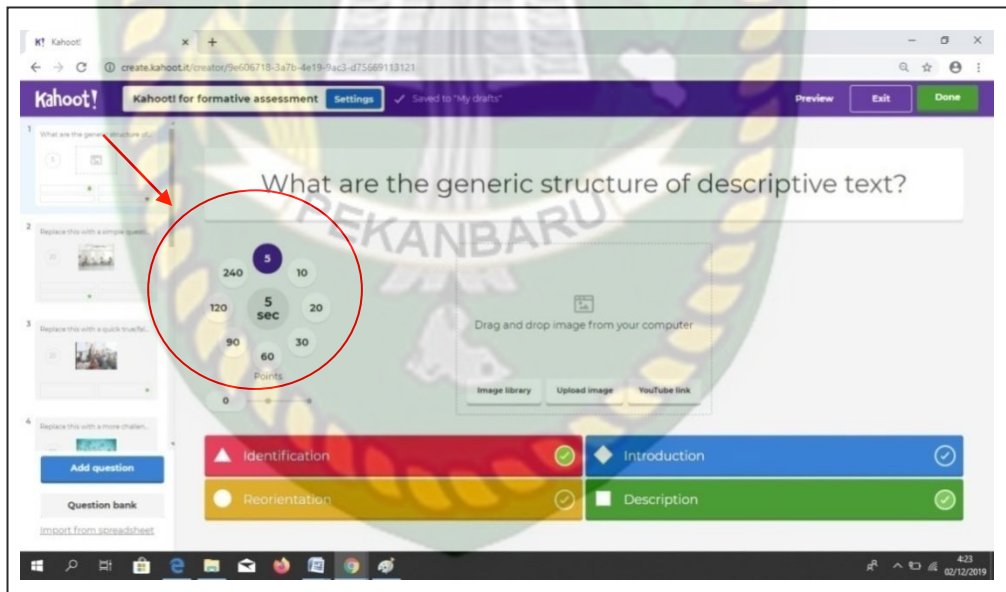 Kahoot!
create.kahoot.it/creator/9e606718-3a7b-4e19-9ac3-d75669113121
Kahoot!
Kahoot! for formative assessment
Settings
Saved to "My drafts"
Preview
Exit
Done
1
What are the generic structure of...
5
2
Replace this with a simple questi...
3
Replace this with a quick true/fal...
4
Replace this with a more challen...
Add question
Question bank
Import from spreadsheet
What are the generic structure of descriptive text?
PEKANBARU
5
240
10
120
5
sec
20
90
30
60
Points
0
Drag and drop image from your computer
Image library
Upload image
YouTube link
Identification
Introduction
Reorientation
Description
4:23
02/12/2019